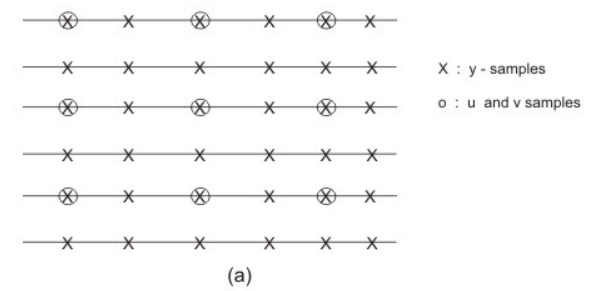 X : y - samples
o : u and v samples
(a)